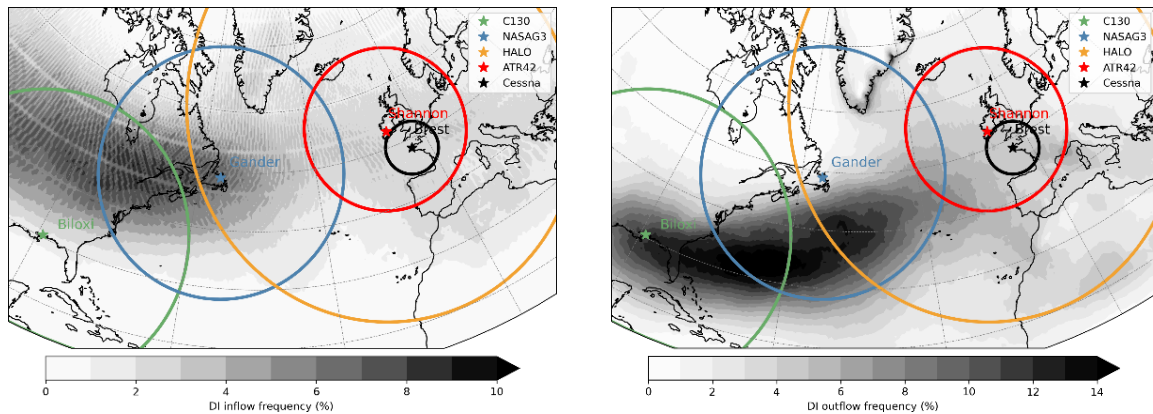 C130
NASAG3
HALO
ATR42
Cessna
Shannon
Brest
Gander
Biloxi
0 2 4 6 8 10
DI inflow frequency (%)
C130
NASAG3
HALO
ATR42
Cessna
Shannon
Brest
Gander
Biloxi
0 2 4 6 8 10 12 14
DI outflow frequency (%)